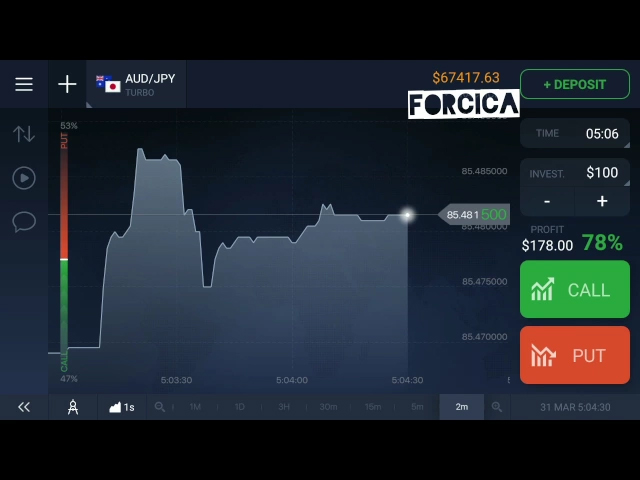 AUD/JPY
TURBO
$67417.63
FORCICA
+ DEPOSIT
53%
PUT
TIME 05:06
85.485000
INVEST. $100
- +
85.481500
85.480000
PROFIT
$178.00 78%
85.475000
CALL
85.470000
PUT
CALL
47%
5:03:30 5:04:00 5:04:30
1s 1M 1D 3H 30m 15m 5m 2m 31 MAR 5:04:30